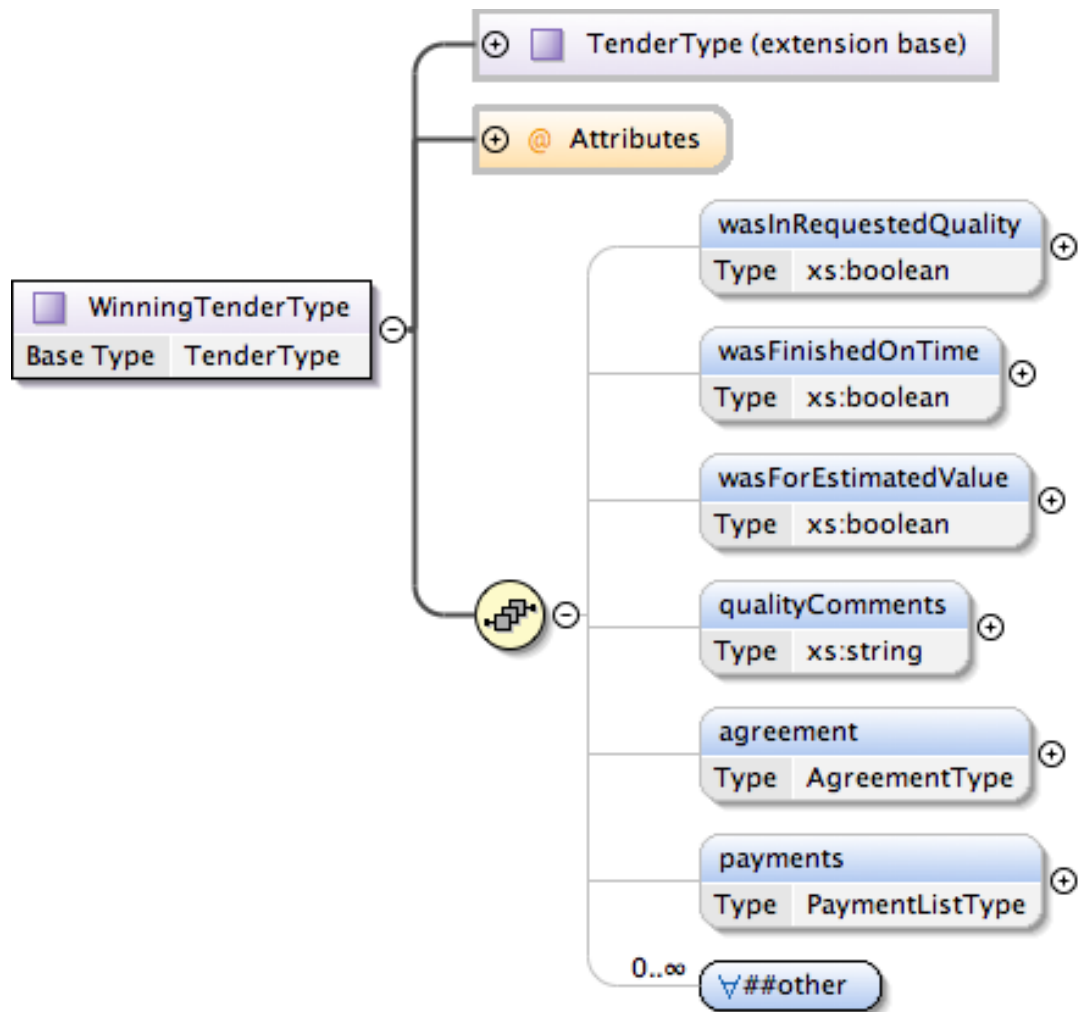 TenderType (extension base)
@ Attributes
WinningTenderType
Base Type TenderType
wasInRequestedQuality
Type xs:boolean
wasFinishedOnTime
Type xs:boolean
wasForEstimatedValue
Type xs:boolean
qualityComments
Type xs:string
agreement
Type AgreementType
payments
Type PaymentListType
0..∞
∀##other